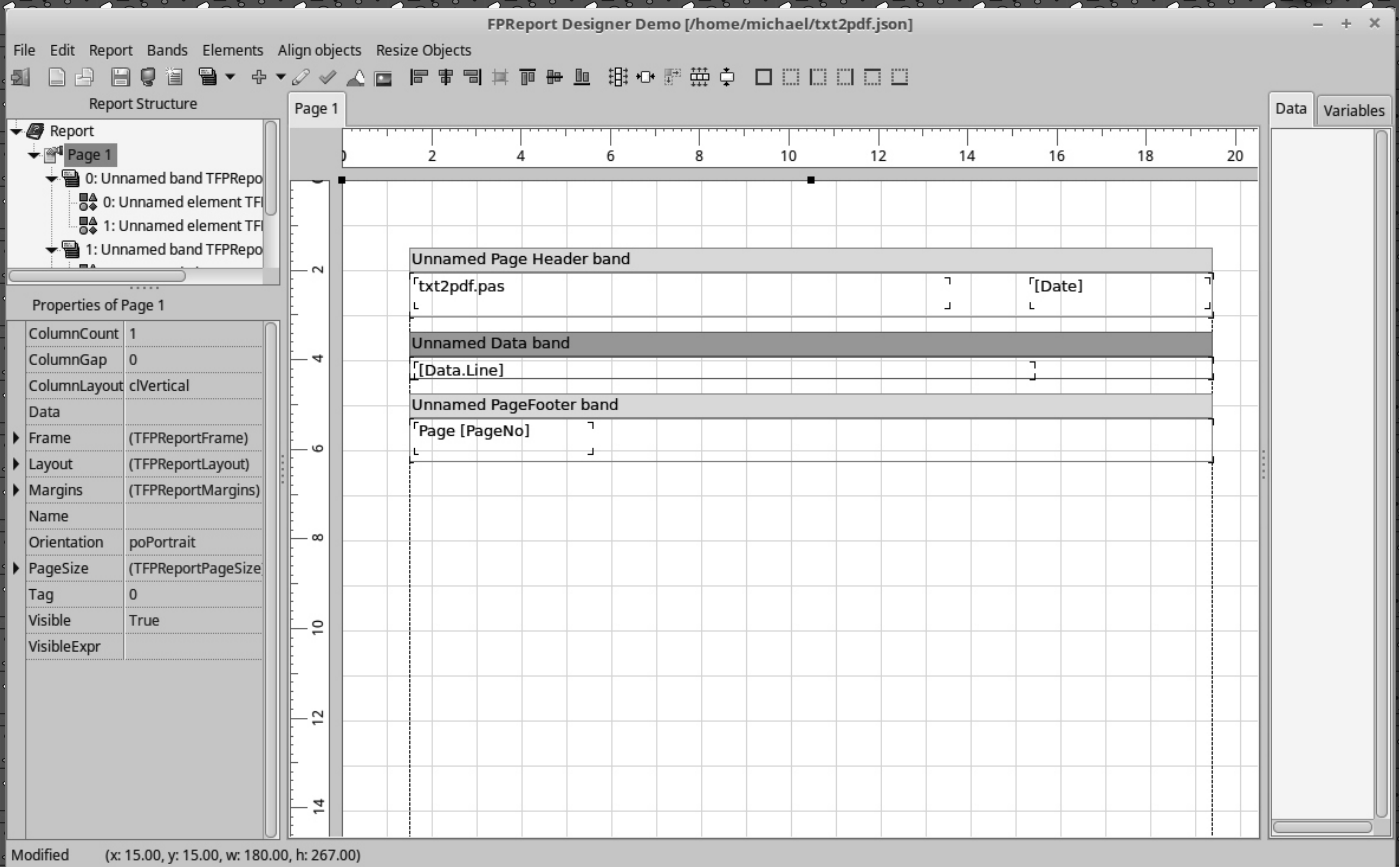 FPReport Designer Demo [/home/michael/txt2pdf.json]
File Edit Report Bands Elements Align objects Resize Objects
Report Structure
Report
Page 1
0: Unnamed band TFPRepo
0: Unnamed element TFI
1: Unnamed element TFI
1: Unnamed band TFPRepo
Properties of Page 1
ColumnCount 1
ColumnGap 0
ColumnLayout clVertical
Data
Frame (TFPReportFrame)
Layout (TFPReportLayout)
Margins (TFPReportMargins)
Name
Orientation poPortrait
PageSize (TFPReportPageSize
Tag 0
Visible True
VisibleExpr
Page 1
0 2 4 6 8 10 12 14 16 18 20
2
4
6
8
10
12
14
Unnamed Page Header band
txt2pdf.pas [Date]
Unnamed Data band
[Data.Line]
Unnamed PageFooter band
Page [PageNo]
Data Variables
Modified (x: 15.00, y: 15.00, w: 180.00, h: 267.00)